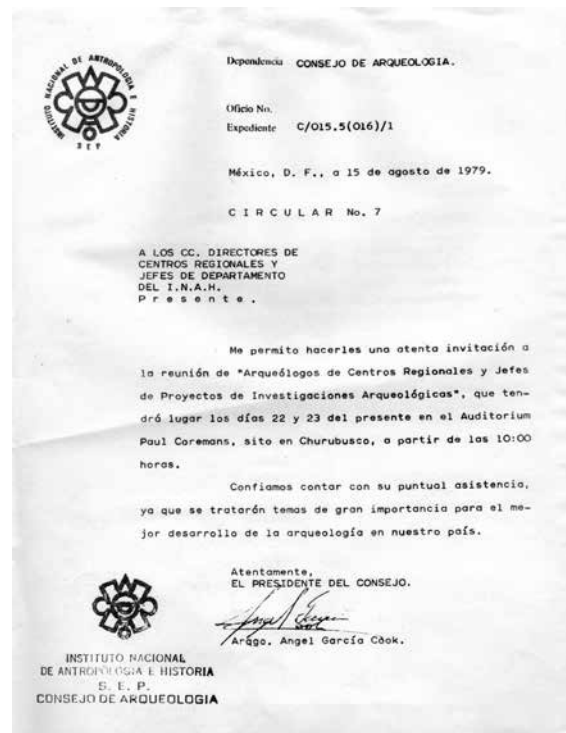 INSTITUTO NACIONAL DE ANTROPOLOGIA E HISTORIA
S E P
Dependencia CONSEJO DE ARQUEOLOGIA.
Oficio No.
Expediente C/015.5(016)/1
México, D. F., a 15 de agosto de 1979.
C I R C U L A R No. 7
A LOS CC. DIRECTORES DE
CENTROS REGIONALES Y
JEFES DE DEPARTAMENTO
DEL I.N.A.H.
P r e s e n t e .
Me permito hacerles una atenta invitación a
la reunión de "Arqueólogos de Centros Regionales y Jefes
de Proyectos de Investigaciones Arqueológicas", que ten-
drá lugar los días 22 y 23 del presente en el Auditorium
Paul Coremans, sito en Churubusco, a partir de las 10:00
horas.
Confiamos contar con su puntual asistencia,
ya que se tratarán temas de gran importancia para el me-
jor desarrollo de la arqueología en nuestro país.
Atentamente,
EL PRESIDENTE DEL CONSEJO.
Arqgo. Angel García Cook.
INSTITUTO NACIONAL
DE ANTROPOLOGIA E HISTORIA
S. E. P.
CONSEJO DE ARQUEOLOGIA